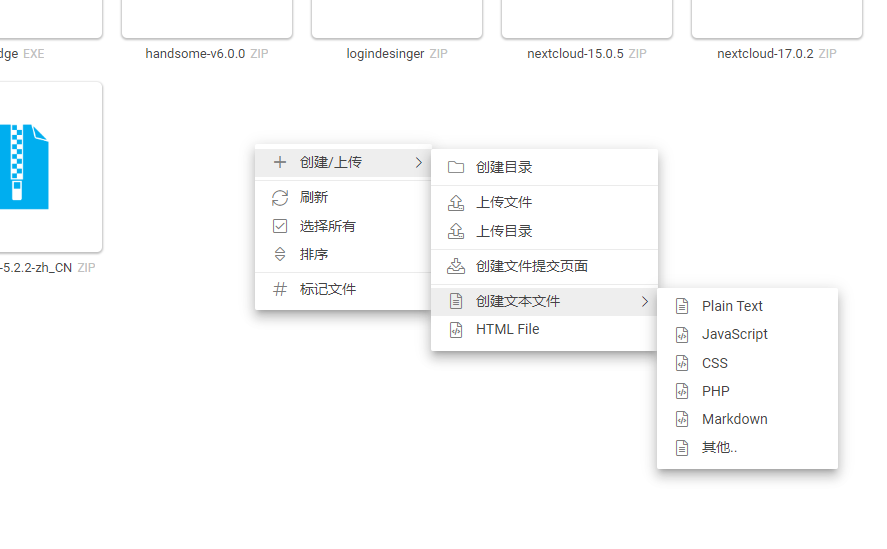 dge EXE
handsome-v6.0.0 ZIP
logindesinger ZIP
nextcloud-15.0.5 ZIP
nextcloud-17.0.2 ZIP
-5.2.2-zh_CN ZIP
创建/上传
刷新
选择所有
排序
标记文件
创建目录
上传文件
上传目录
创建文件提交页面
创建文本文件
HTML File
Plain Text
JavaScript
CSS
PHP
Markdown
其他..